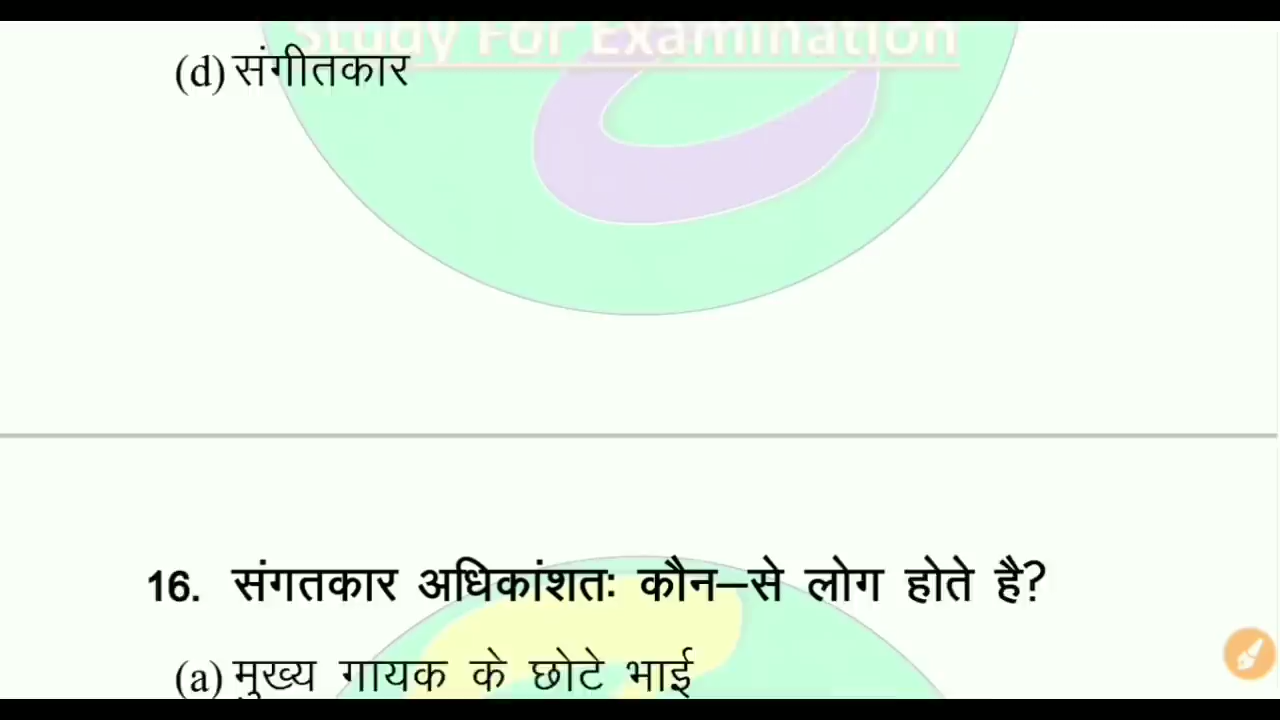 Study For Examination
(d) संगीतकार
16. संगतकार अधिकांशतः कौन–से लोग होते है?
(a) मुख्य गायक के छोटे भाई